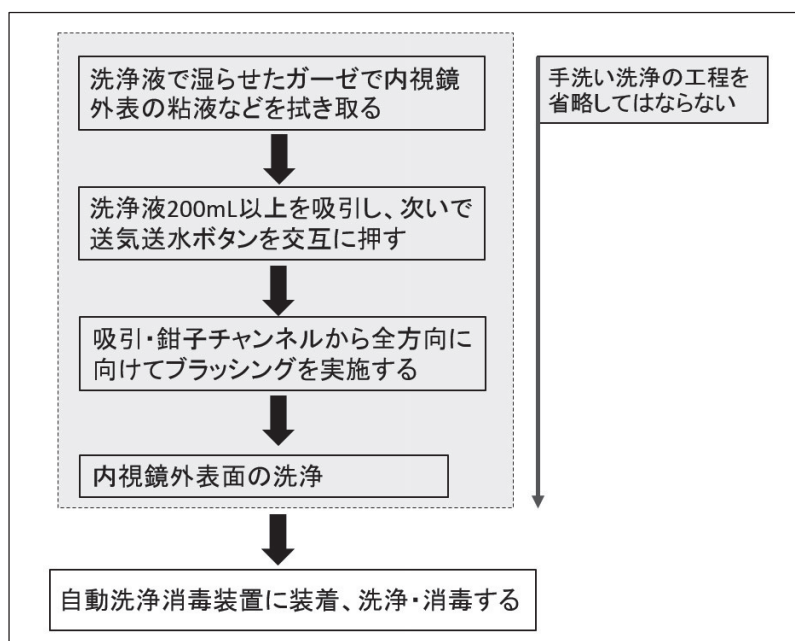 洗浄液で湿らせたガーゼで内視鏡
外表の粘液などを拭き取る
手洗い洗浄の工程を
省略してはならない
洗浄液200mL以上を吸引し、次いで
送気送水ボタンを交互に押す
吸引・鉗子チャンネルから全方向に
向けてブラッシングを実施する
内視鏡外表面の洗浄
自動洗浄消毒装置に装着、洗浄・消毒する